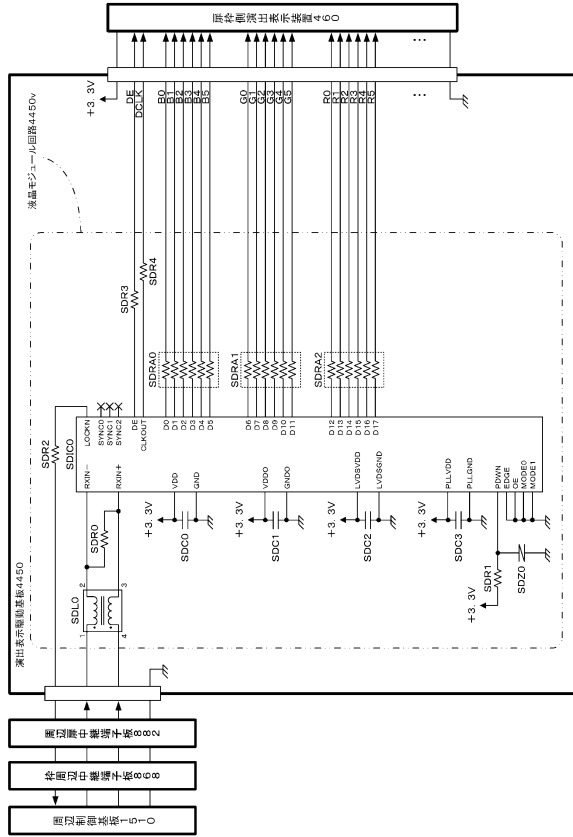 扉枠側演出表示装置460
+3.3V
DE
DCLK
B0
B1
B2
B3
B4
B5
G0
G1
G2
G3
G4
G5
R0
R1
R2
R3
R4
R5
液晶モジュール回路4450v
演出表示駆動基板4450
SDR3
SDR4
SDRA0
SDRA1
SDRA2
SDR2
SDIC0
LOCKIN
SYNC0
SYNC1
SYNC2
DE
CLKOUT
D0
D1
D2
D3
D4
D5
D6
D7
D8
D9
D10
D11
D12
D13
D14
D15
D16
D17
RXIN−
RXIN+
VDD
GND
VDDO
GNDO
LVDSVDD
LVDSGND
PLLVDD
PLLGND
PDWN
EDGE
OE
MODE0
MODE1
SDR0
SDL0
1
2
3
4
+3.3V
SDC0
+3.3V
SDC1
+3.3V
SDC2
+3.3V
SDC3
+3.3V
SDR1
SDZ0
周辺扉中継端子板882
枠周辺中継端子板868
周辺制御基板1510